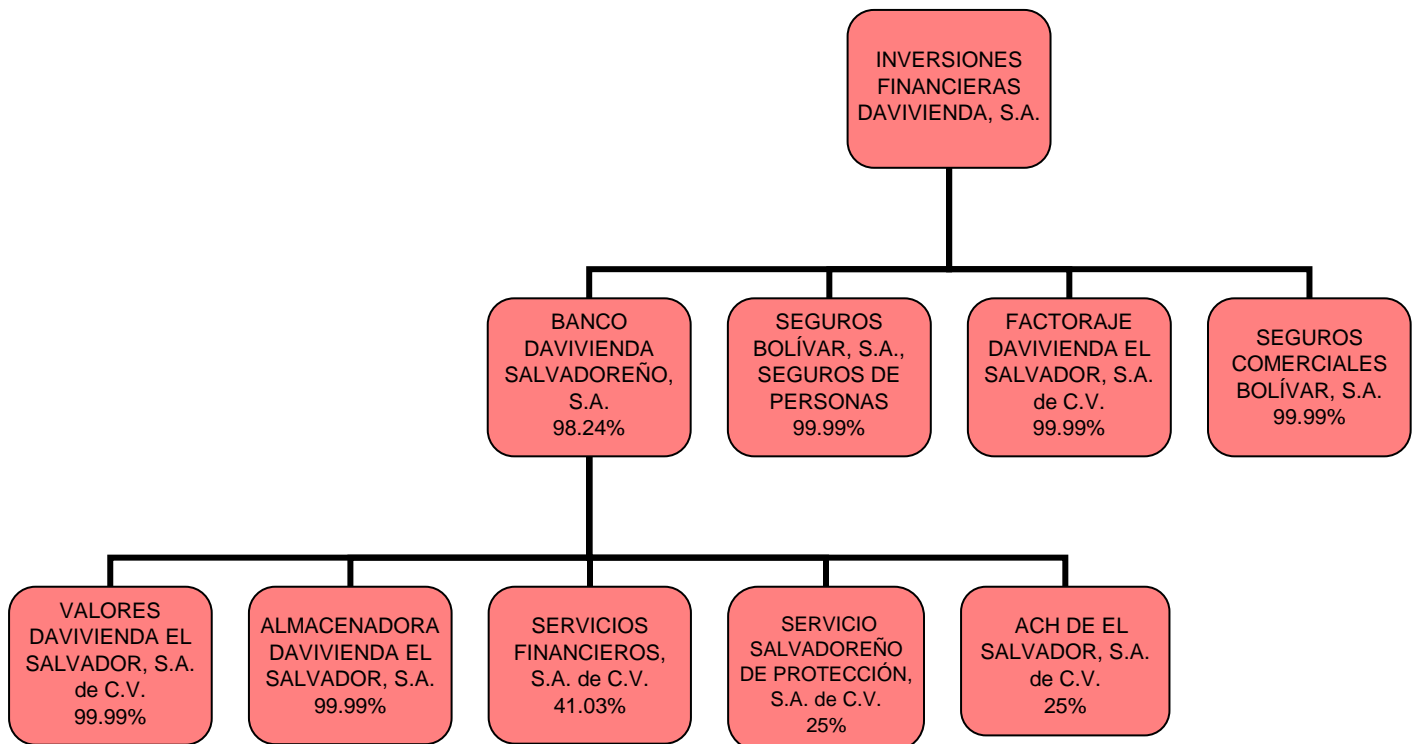 INVERSIONES
FINANCIERAS
DAVIVIENDA, S.A.
BANCO
DAVIVIENDA
SALVADOREÑO,
S.A.
98.24%
SEGUROS
BOLÍVAR, S.A.,
SEGUROS DE
PERSONAS
99.99%
FACTORAJE
DAVIVIENDA EL
SALVADOR, S.A.
de C.V.
99.99%
SEGUROS
COMERCIALES
BOLÍVAR, S.A.
99.99%
VALORES
DAVIVIENDA EL
SALVADOR, S.A.
de C.V.
99.99%
ALMACENADORA
DAVIVIENDA EL
SALVADOR, S.A.
99.99%
SERVICIOS
FINANCIEROS,
S.A. de C.V.
41.03%
SERVICIO
SALVADOREÑO
DE PROTECCIÓN,
S.A. de C.V.
25%
ACH DE EL
SALVADOR, S.A.
de C.V.
25%